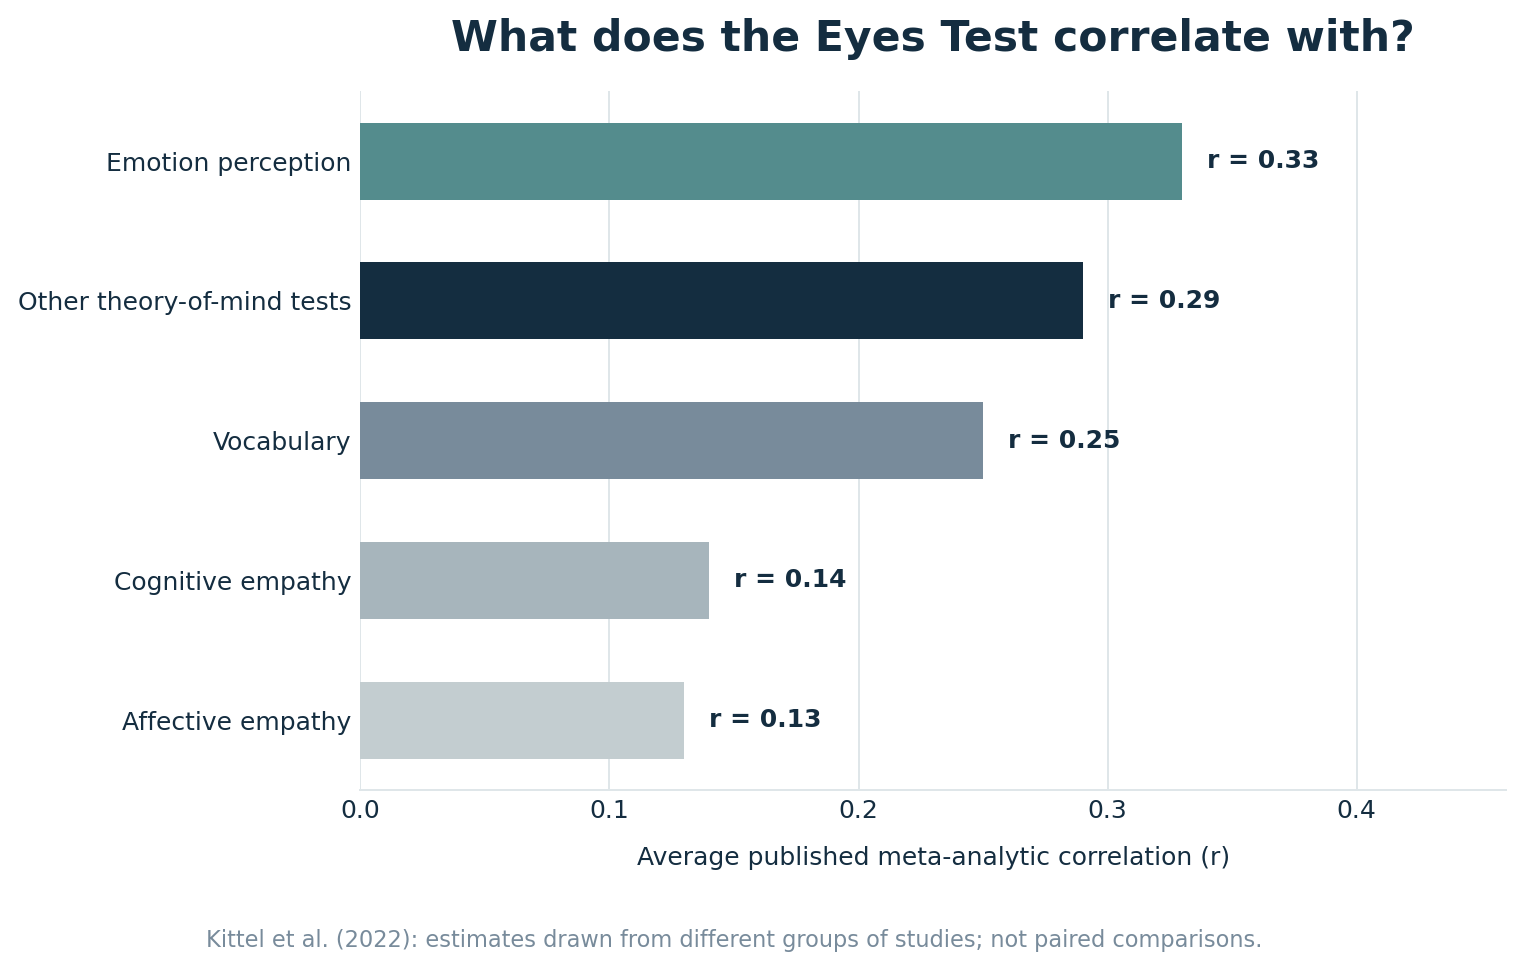 What does the Eyes Test correlate with?
Emotion perception
r = 0.33
Other theory-of-mind tests
r = 0.29
Vocabulary
r = 0.25
Cognitive empathy
r = 0.14
Affective empathy
r = 0.13
0.0 0.1 0.2 0.3 0.4
Average published meta-analytic correlation (r)
Kittel et al. (2022): estimates drawn from different groups of studies; not paired comparisons.